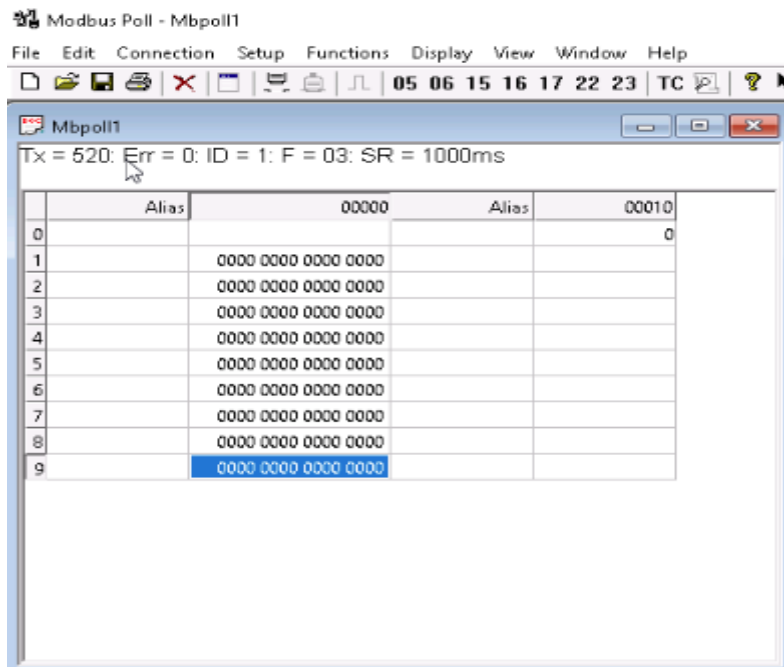 Modbus Poll - Mbpoll1
File Edit Connection Setup Functions Display View Window Help
05 06 15 16 17 22 23 TC
Mbpoll1
Tx = 520: Err = 0: ID = 1: F = 03: SR = 1000ms
Alias 00000 Alias 00010
0 0
1 0000 0000 0000 0000
2 0000 0000 0000 0000
3 0000 0000 0000 0000
4 0000 0000 0000 0000
5 0000 0000 0000 0000
6 0000 0000 0000 0000
7 0000 0000 0000 0000
8 0000 0000 0000 0000
9 0000 0000 0000 0000